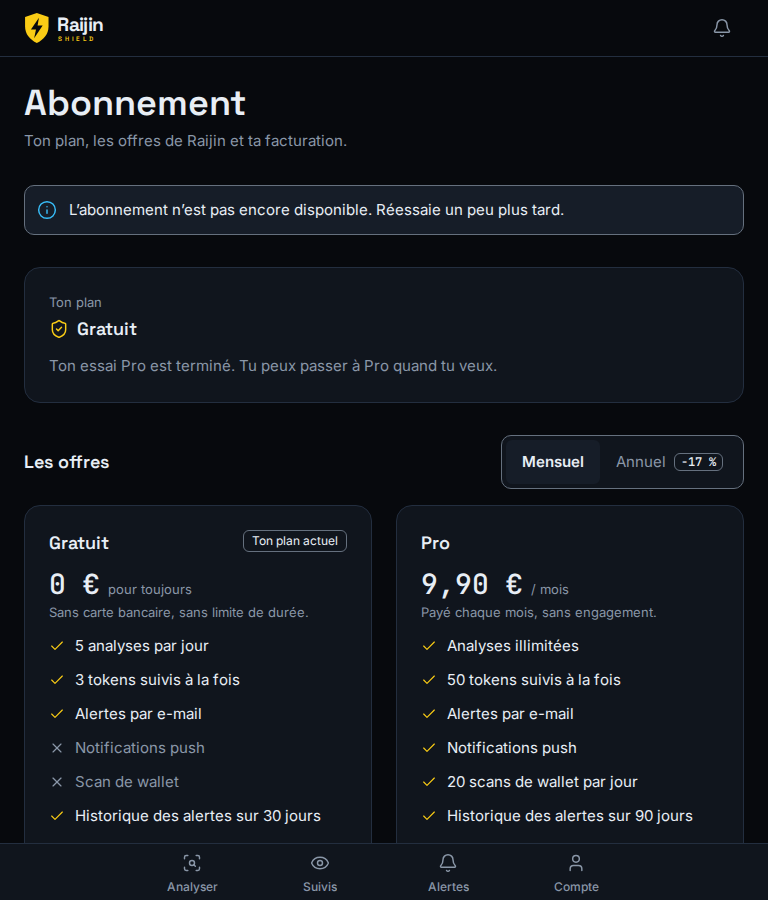 Raijin
SHIELD
Abonnement
Ton plan, les offres de Raijin et ta facturation.
L’abonnement n’est pas encore disponible. Réessaie un peu plus tard.
Ton plan
Gratuit
Ton essai Pro est terminé. Tu peux passer à Pro quand tu veux.
Les offres
Mensuel
Annuel
-17 %
Gratuit
Ton plan actuel
0 € pour toujours
Sans carte bancaire, sans limite de durée.
5 analyses par jour
3 tokens suivis à la fois
Alertes par e-mail
Notifications push
Scan de wallet
Historique des alertes sur 30 jours
Pro
9,90 € / mois
Payé chaque mois, sans engagement.
Analyses illimitées
50 tokens suivis à la fois
Alertes par e-mail
Notifications push
20 scans de wallet par jour
Historique des alertes sur 90 jours
Analyser
Suivis
Alertes
Compte